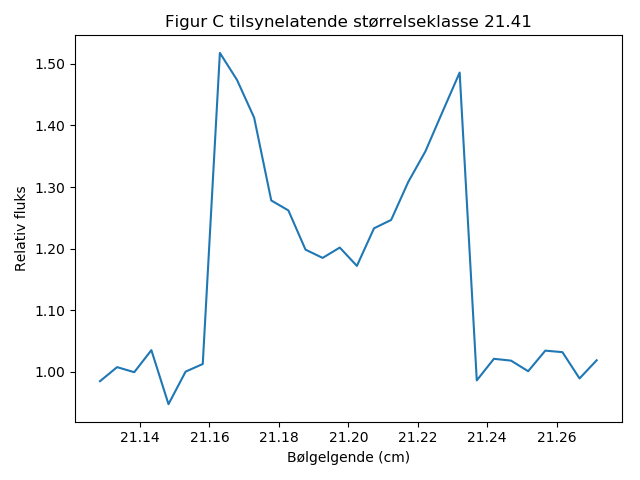 Figur C tilsynelatende størrelseklasse 21.41
1.50
1.40
1.30
1.20
1.10
1.00
Relativ fluks
21.14 21.16 21.18 21.20 21.22 21.24 21.26
Bølgelgende (cm)